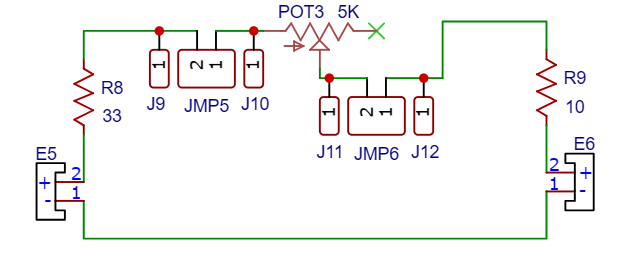 POT3 5K
1 2 1 1
J9 JMP5 J10
R8
33
R9
10
1 2 1 1
J11 JMP6 J12
E5
+ 2
- 1
E6
2 +
1 -